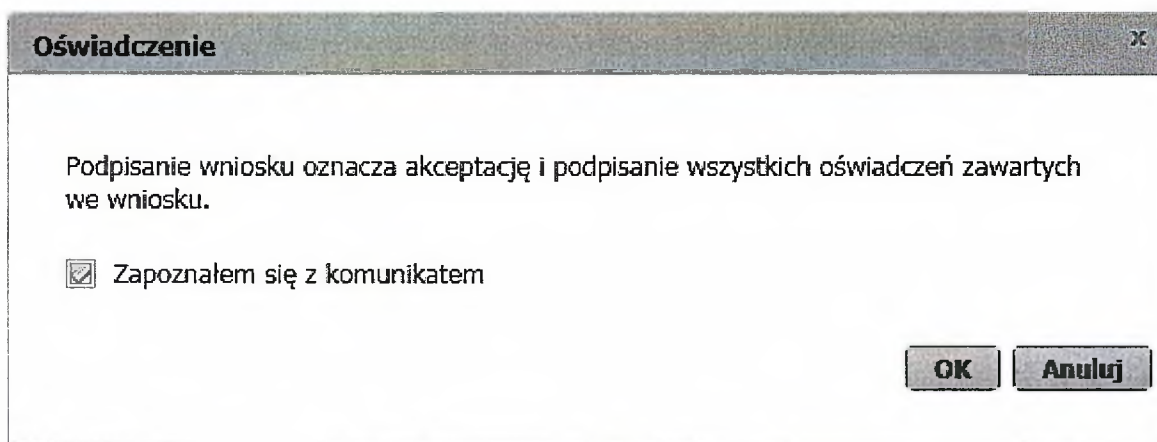 Oświadczenie x
Podpisanie wniosku oznacza akceptację i podpisanie wszystkich oświadczeń zawartych
we wniosku.
Zapoznałem się z komunikatem
OK Anuluj